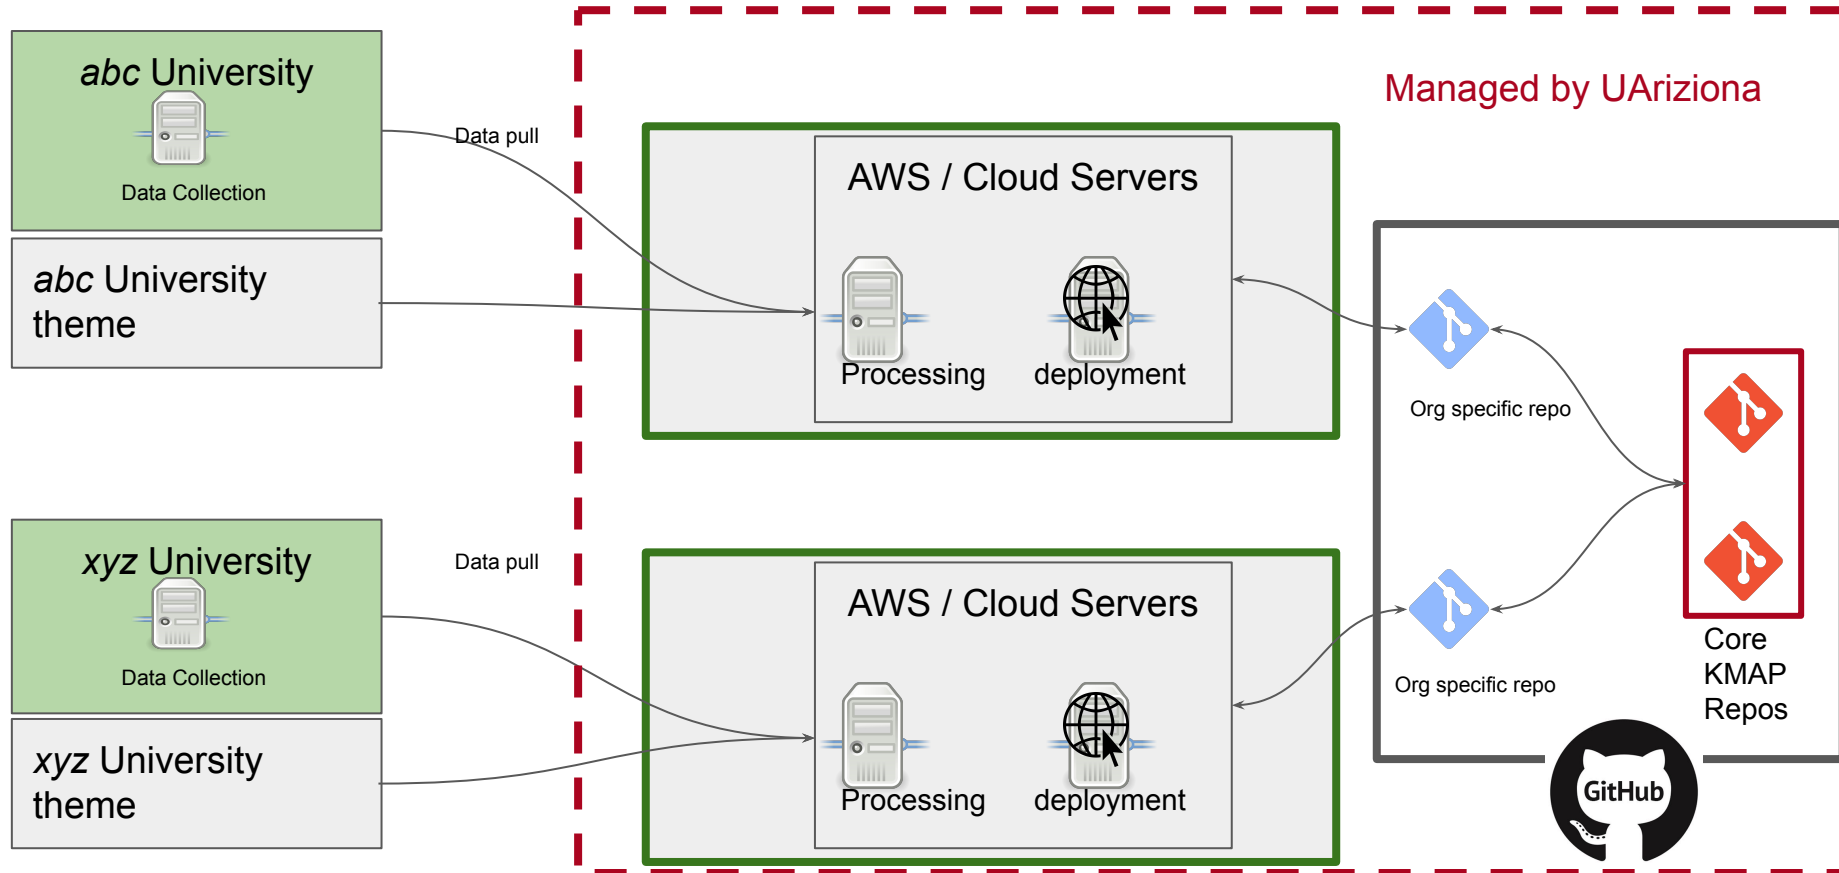 abc University
Data Collection
abc University
theme
Data pull
Managed by UAriziona
AWS / Cloud Servers
Processing
deployment
Org specific repo
xyz University
Data Collection
xyz University
theme
Data pull
AWS / Cloud Servers
Processing
deployment
Org specific repo
Core
KMAP
Repos
GitHub